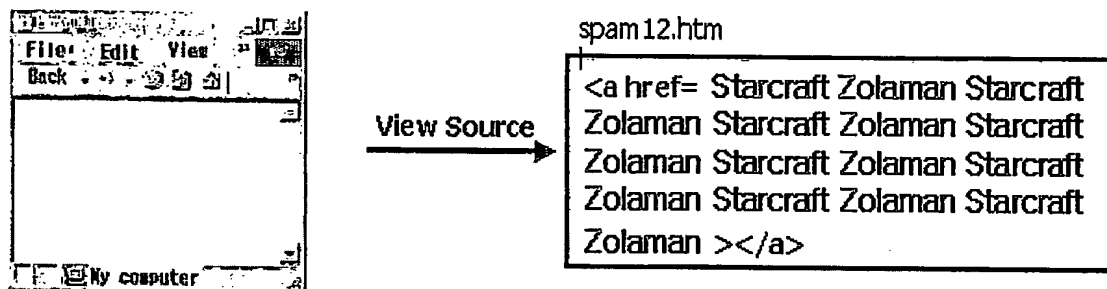 File Edit View
Back
My computer
View Source
spam12.htm
<a href= Starcraft Zolaman Starcraft
Zolaman Starcraft Zolaman Starcraft
Zolaman Starcraft Zolaman Starcraft
Zolaman Starcraft Zolaman Starcraft
Zolaman ></a>